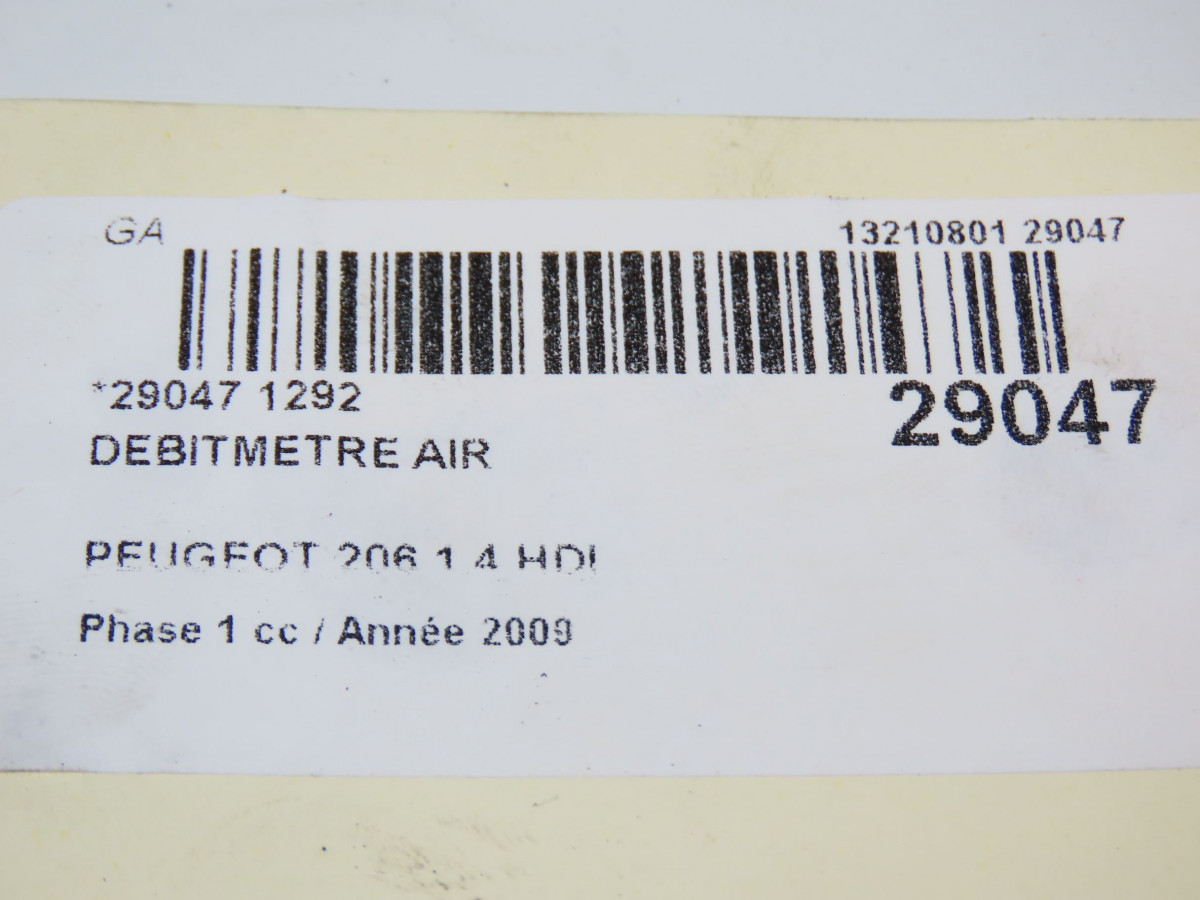 GA
13210801 29047
*29047 1292
29047
DEBITMETRE AIR
PEUGEOT 206 1.4 HDI
Phase 1 cc / Année 2009